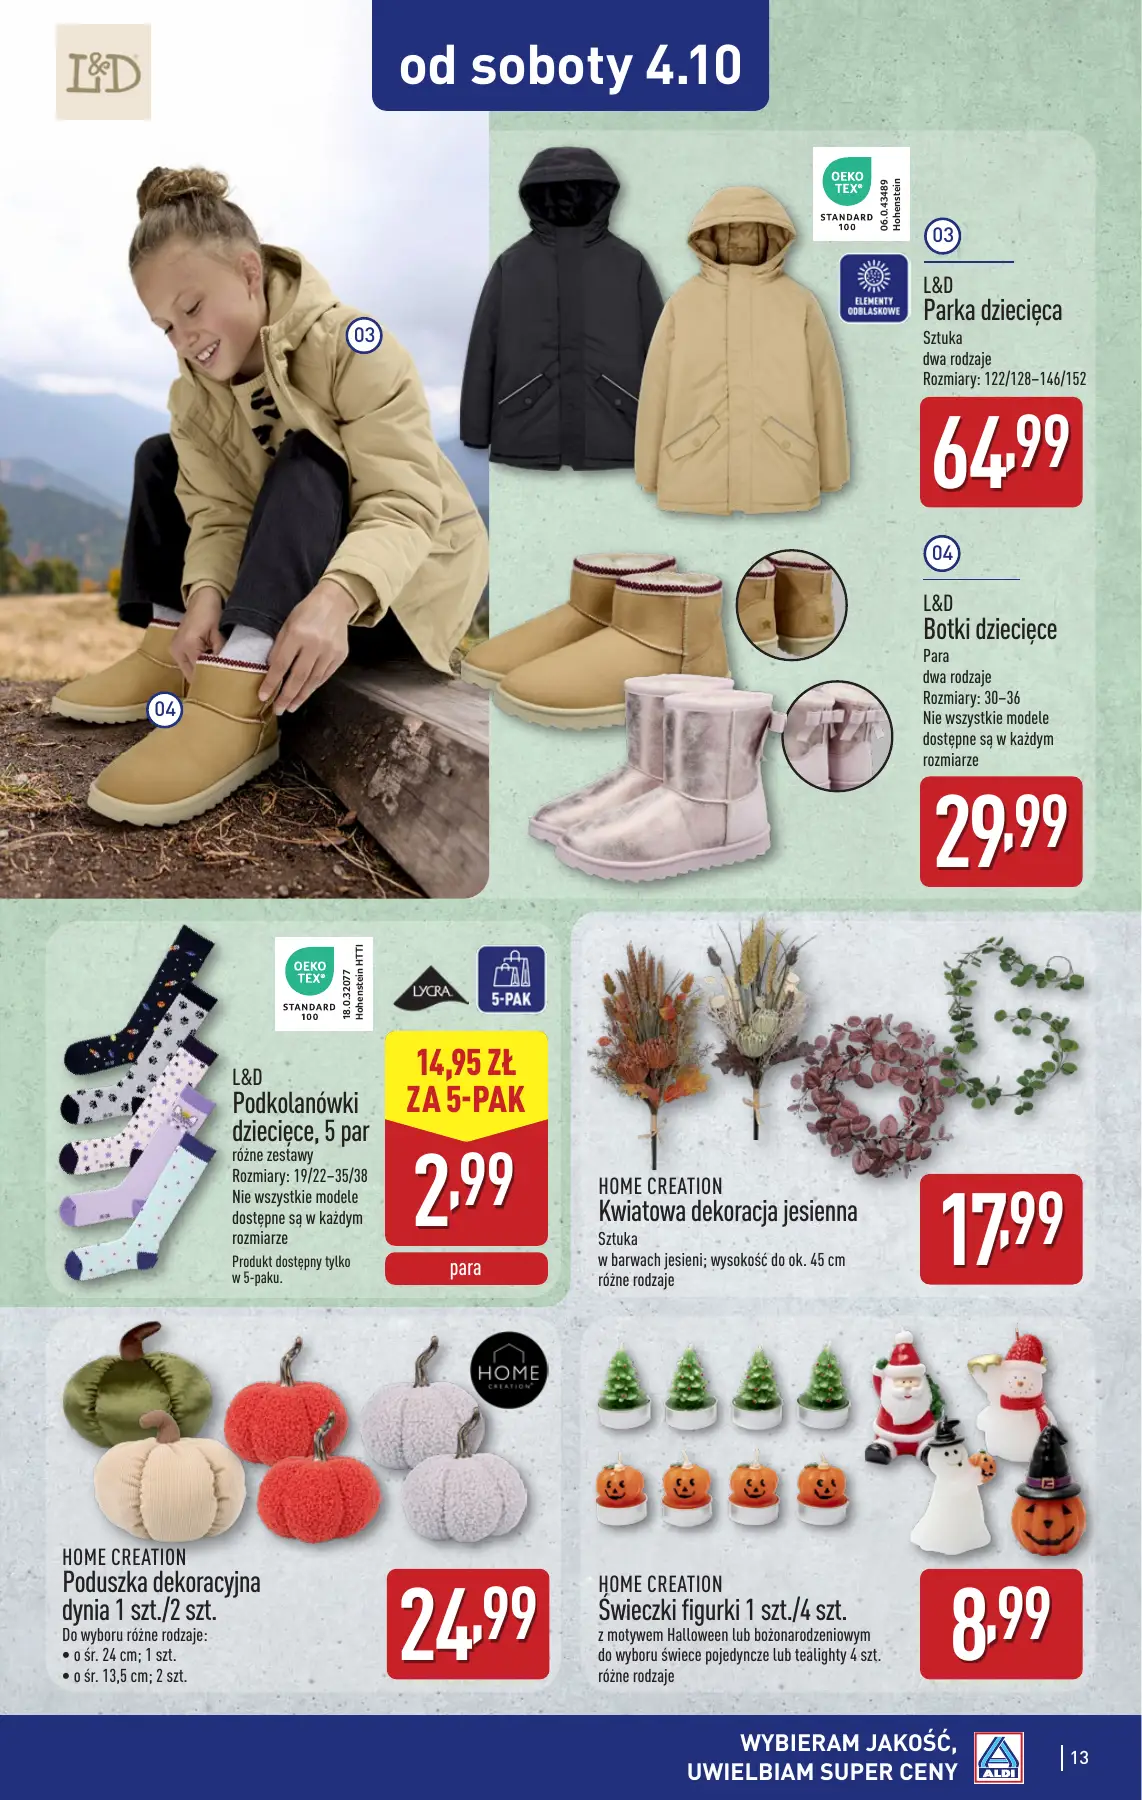 L&D
od soboty 4.10
OEKO
TEX®
STANDARD
100
06.0.43489
Hohenstein
ELEMENTY
ODBLASKOWE
03
03
L&D
Parka dziecięca
Sztuka
dwa rodzaje
Rozmiary: 122/128–146/152
64,99
04
04
L&D
Botki dziecięce
Para
dwa rodzaje
Rozmiary: 30–36
Nie wszystkie modele
dostępne są w każdym
rozmiarze
29,99
OEKO
TEX®
STANDARD
100
18.0.32077
Hohenstein HTTI
LYCRA
5-PAK
L&D
Podkolanówki
dziecięce, 5 par
różne zestawy
Rozmiary: 19/22–35/38
Nie wszystkie modele
dostępne są w każdym
rozmiarze
Produkt dostępny tylko
w 5-paku.
14,95 ZŁ
ZA 5-PAK
2,99
para
HOME CREATION
Kwiatowa dekoracja jesienna
Sztuka
w barwach jesieni; wysokość do ok. 45 cm
różne rodzaje
17,99
HOME
CREATION
HOME CREATION
Poduszka dekoracyjna
dynia 1 szt./2 szt.
Do wyboru różne rodzaje:
• o śr. 24 cm; 1 szt.
• o śr. 13,5 cm; 2 szt.
24,99
HOME CREATION
Świeczki figurki 1 szt./4 szt.
z motywem Halloween lub bożonarodzeniowym
do wyboru świece pojedyncze lub tealighty 4 szt.
różne rodzaje
8,99
WYBIERAM JAKOŚĆ,
UWIELBIAM SUPER CENY
ALDI
13